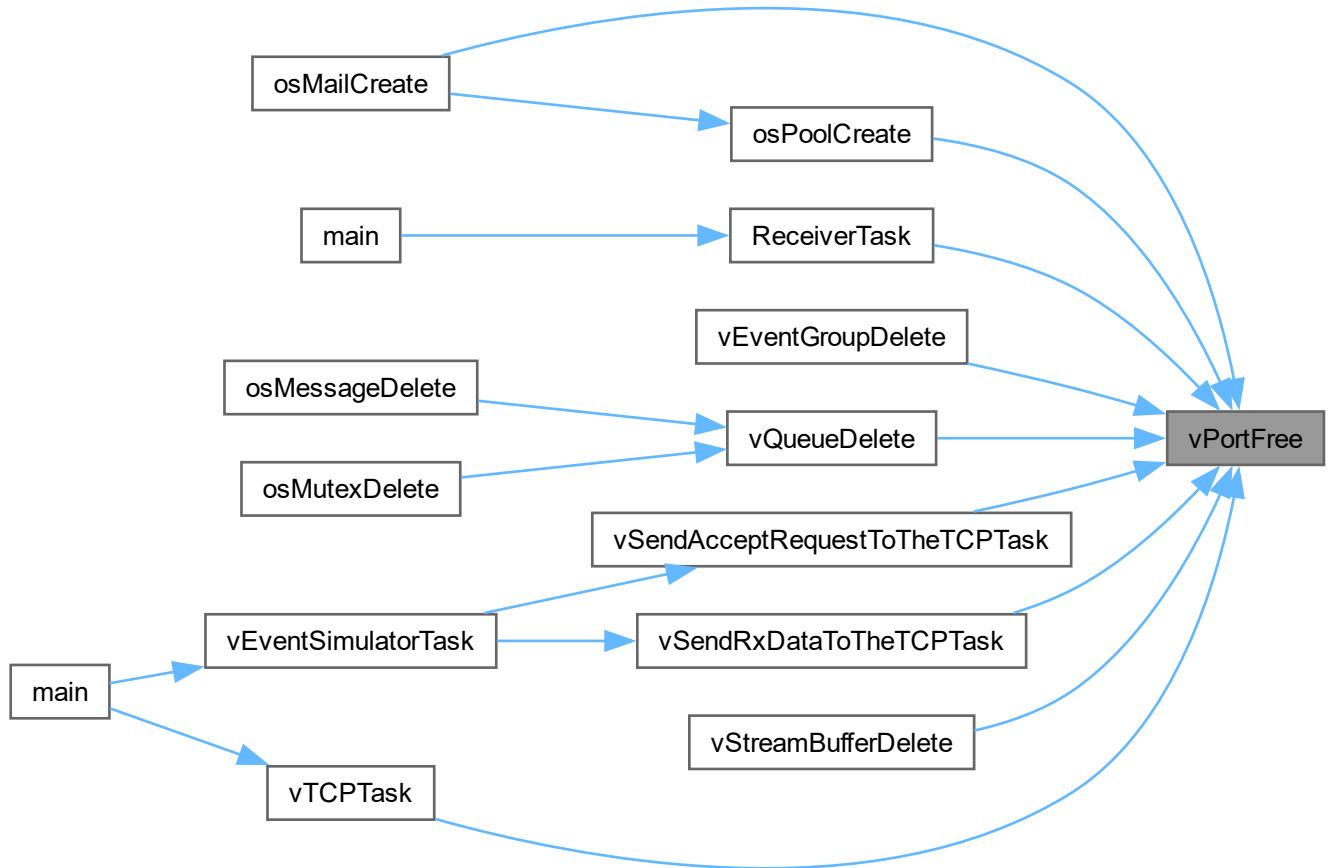 osMailCreate
osPoolCreate
main
ReceiverTask
vEventGroupDelete
osMessageDelete
vQueueDelete
vPortFree
osMutexDelete
vSendAcceptRequestToTheTCPTask
vEventSimulatorTask
vSendRxDataToTheTCPTask
main
vStreamBufferDelete
vTCPTask